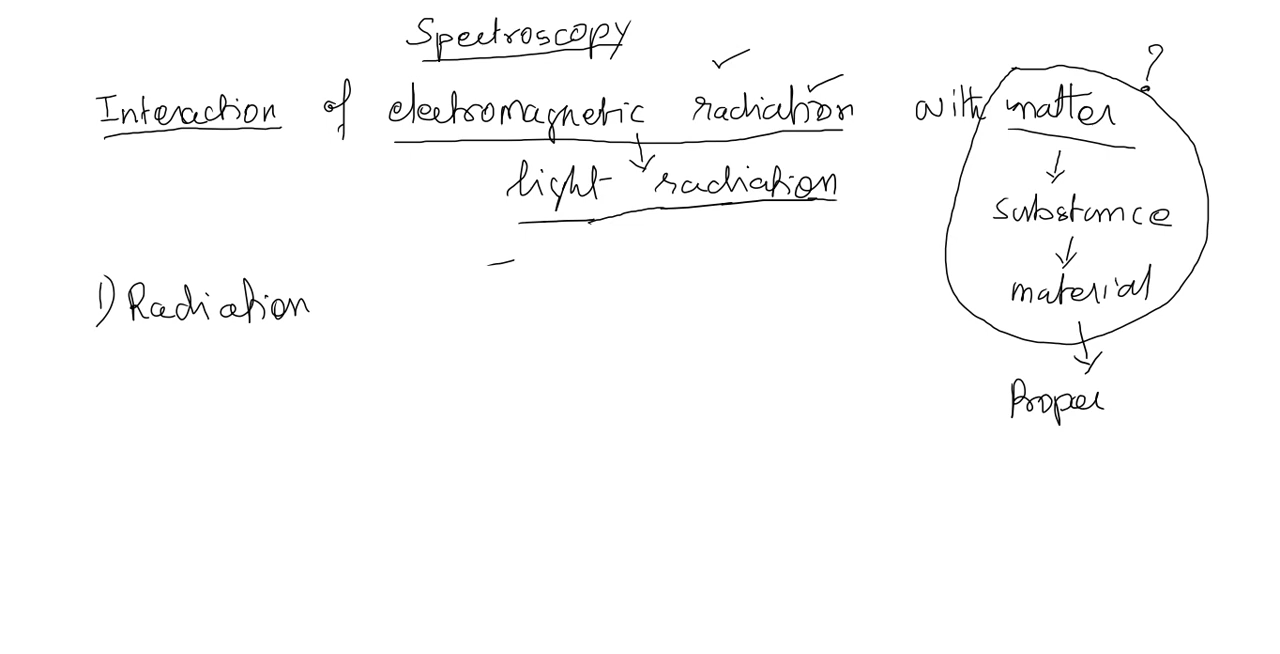 Spectroscopy
?
Interaction of electromagnetic radiation with matter
light radiation
substance
material
1) Radiation
Proper